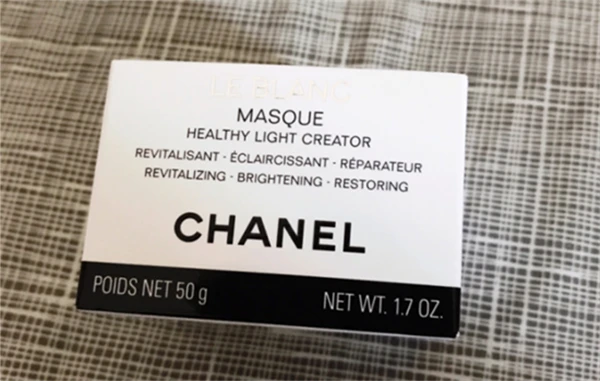 LE BLANC
MASQUE
HEALTHY LIGHT CREATOR
REVITALISANT · ÉCLAIRCISSANT · RÉPARATEUR
REVITALIZING · BRIGHTENING · RESTORING
CHANEL
POIDS NET 50 g NET WT. 1.7 OZ.